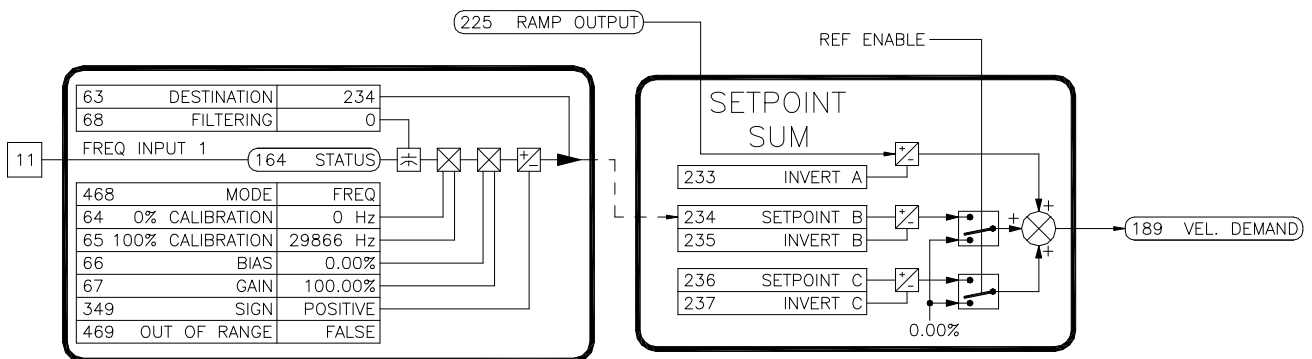 225 RAMP OUTPUT
REF ENABLE
63 DESTINATION 234
68 FILTERING 0
11
FREQ INPUT 1
164 STATUS
+
-
468 MODE FREQ
64 0% CALIBRATION 0 Hz
65 100% CALIBRATION 29866 Hz
66 BIAS 0.00%
67 GAIN 100.00%
349 SIGN POSITIVE
469 OUT OF RANGE FALSE
SETPOINT
SUM
+
-
233 INVERT A
234 SETPOINT B
235 INVERT B
+
-
236 SETPOINT C
237 INVERT C
+
-
0.00%
+
+
+
189 VEL. DEMAND